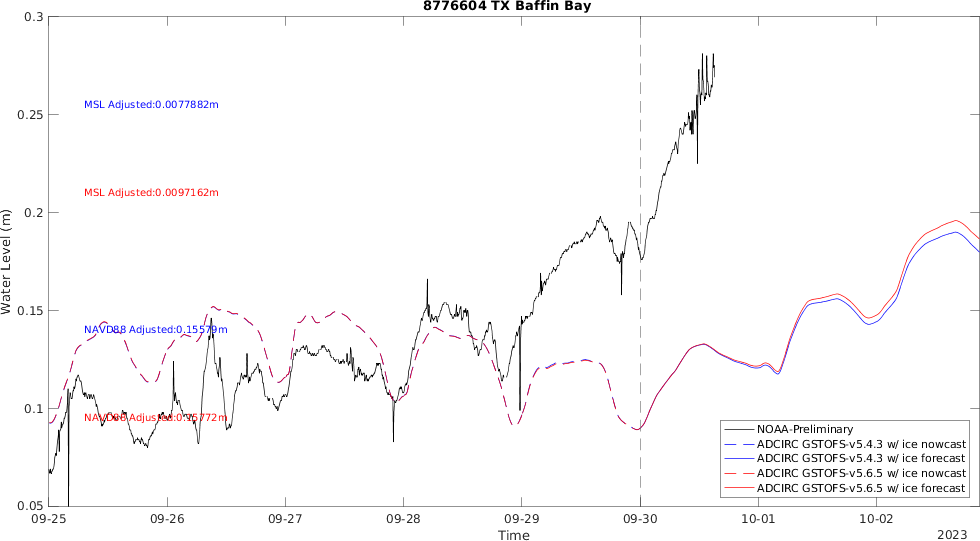 8776604 TX Baffin Bay
0.3
0.25
0.2
0.15
0.1
0.05
Water Level (m)
MSL Adjusted:0.0077882m
MSL Adjusted:0.0097162m
NAVD88 Adjusted:0.15579m
NAVD88 Adjusted:0.15772m
NOAA-Preliminary
ADCIRC GSTOFS-v5.4.3 w/ ice nowcast
ADCIRC GSTOFS-v5.4.3 w/ ice forecast
ADCIRC GSTOFS-v5.6.5 w/ ice nowcast
ADCIRC GSTOFS-v5.6.5 w/ ice forecast
09-25 09-26 09-27 09-28 09-29 09-30 10-01 10-02
Time
2023